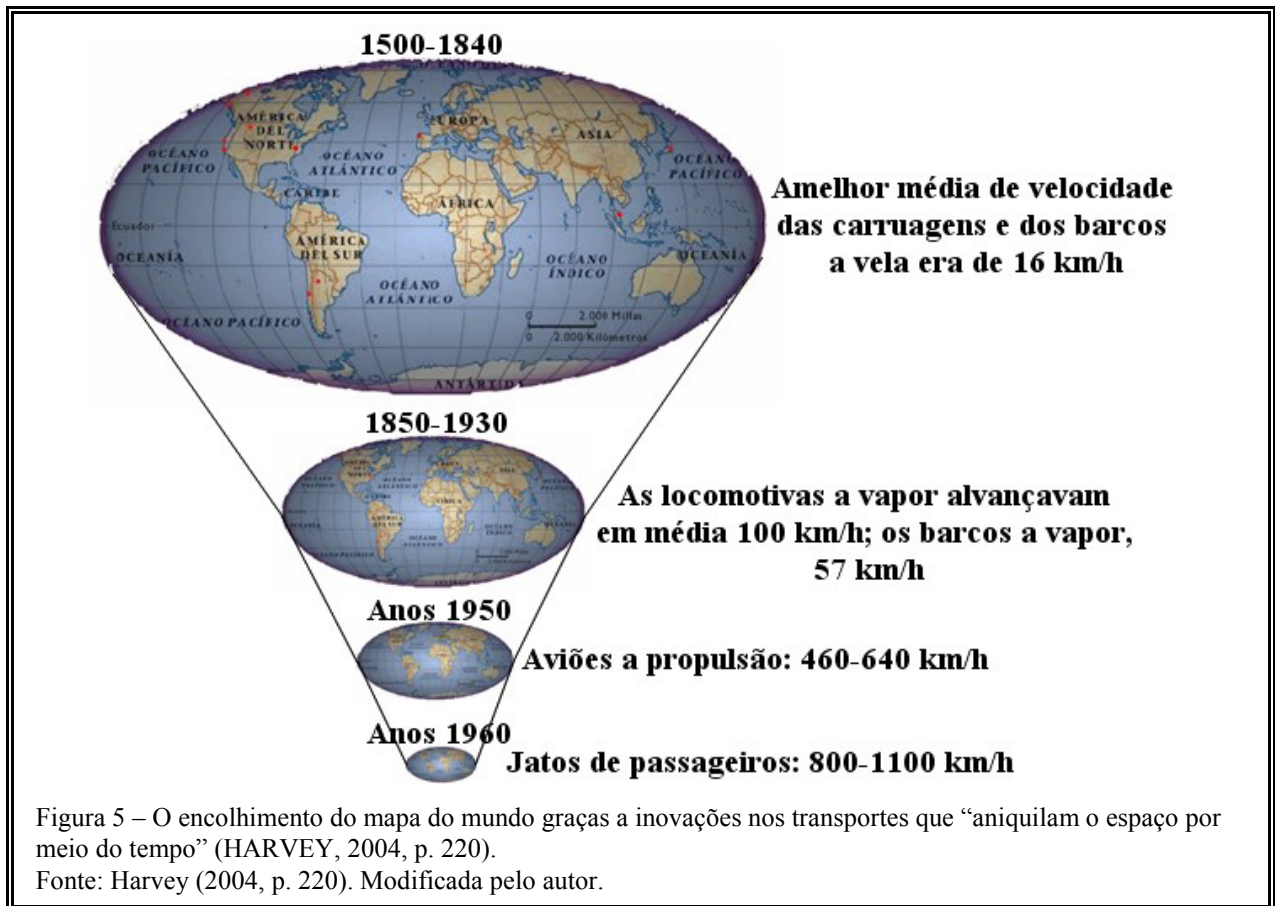 1500-1840
AMÉRICA
DEL
NORTE
EUROPA
ASIA
OCÉANO
PACÍFICO
OCÉANO
ATLÁNTICO
OCÉANO
PACÍFICO
CARIBE
ÁFRICA
Ecuador
AMÉRICA
DEL SUR
OCEANÍA
OCÉANO
ÍNDICO
OCEANÍA
OCÉANO
ATLÁNTICO
OCÉANO PACÍFICO
0 2.000 Millas
0 2.000 Kilómetros
ANTÁRTID
Amelhor média de velocidade
das carruagens e dos barcos
a vela era de 16 km/h
1850-1930
As locomotivas a vapor alvançavam
em média 100 km/h; os barcos a vapor,
57 km/h
Anos 1950
Aviões a propulsão: 460-640 km/h
Anos 1960
Jatos de passageiros: 800-1100 km/h
Figura 5 – O encolhimento do mapa do mundo graças a inovações nos transportes que “aniquilam o espaço por
meio do tempo” (HARVEY, 2004, p. 220).
Fonte: Harvey (2004, p. 220). Modificada pelo autor.